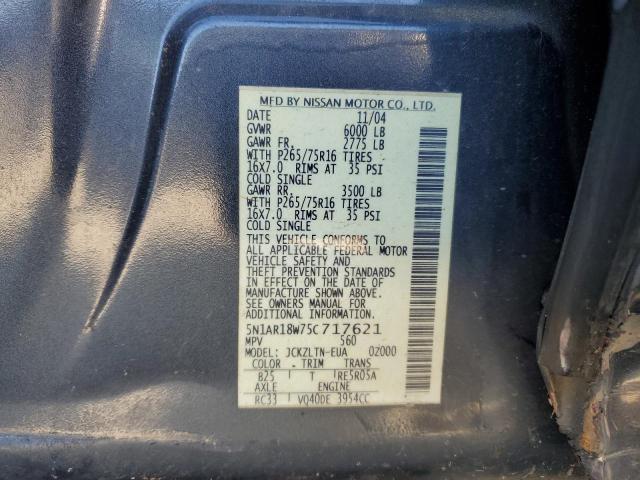 MFD BY NISSAN MOTOR CO., LTD.
DATE 11/04
GVWR 6000 LB
GAWR FR. 2775 LB
WITH P265/75R16 TIRES
16X7.0 RIMS AT 35 PSI
COLD SINGLE
GAWR RR. 3500 LB
WITH P265/75R16 TIRES
16X7.0 RIMS AT 35 PSI
COLD SINGLE
THIS VEHICLE CONFORMS TO
ALL APPLICABLE FEDERAL MOTOR
VEHICLE SAFETY AND
THEFT PREVENTION STANDARDS
IN EFFECT ON THE DATE OF
MANUFACTURE SHOWN ABOVE.
SEE OWNERS MANUAL FOR
ADDITIONAL INFORMATION.
5N1AR18W75C717621
MPV 560
MODEL: JCKZLTN-EUA 0Z000
COLOR - TRIM TRANS
B25 T RE5R05A
AXLE ENGINE
RC33 VQ40DE 3954CC